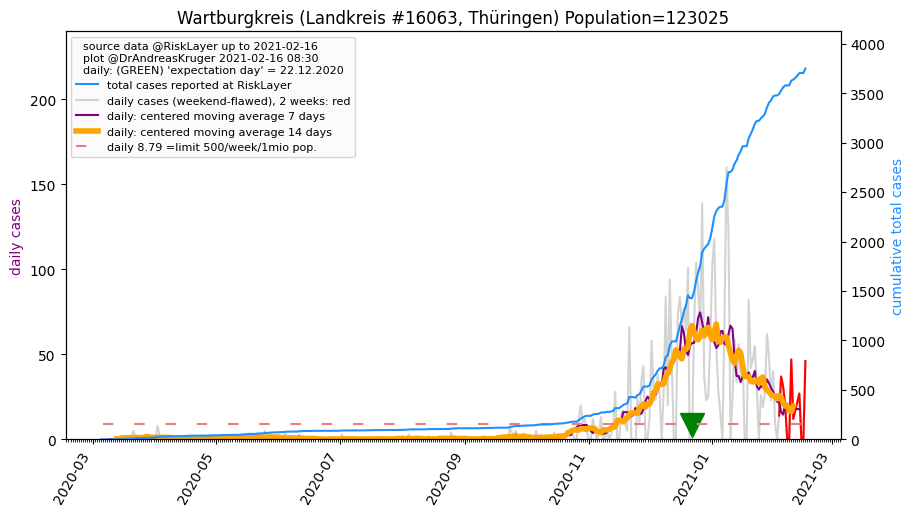 Wartburgkreis (Landkreis #16063, Thüringen) Population=123025
source data @RiskLayer up to 2021-02-16
plot @DrAndreasKruger 2021-02-16 08:30
daily: (GREEN) 'expectation day' = 22.12.2020
total cases reported at RiskLayer
daily cases (weekend-flawed), 2 weeks: red
daily: centered moving average 7 days
daily: centered moving average 14 days
daily 8.79 =limit 500/week/1mio pop.
daily cases
200
150
100
50
0
4000
3500
3000
2500
2000
1500
1000
500
0
cumulative total cases
2020-03
2020-05
2020-07
2020-09
2020-11
2021-01
2021-03